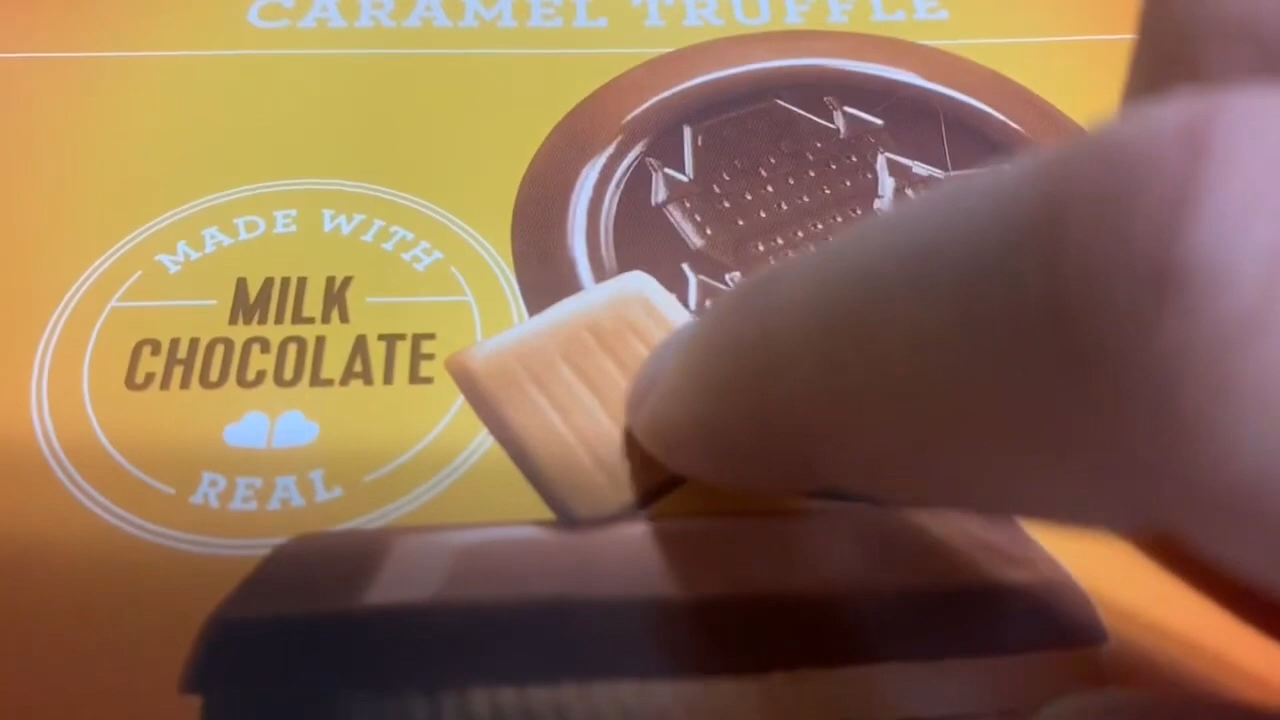 CARAMEL TRUFFLE
MADE WITH
MILK
CHOCOLATE
REAL